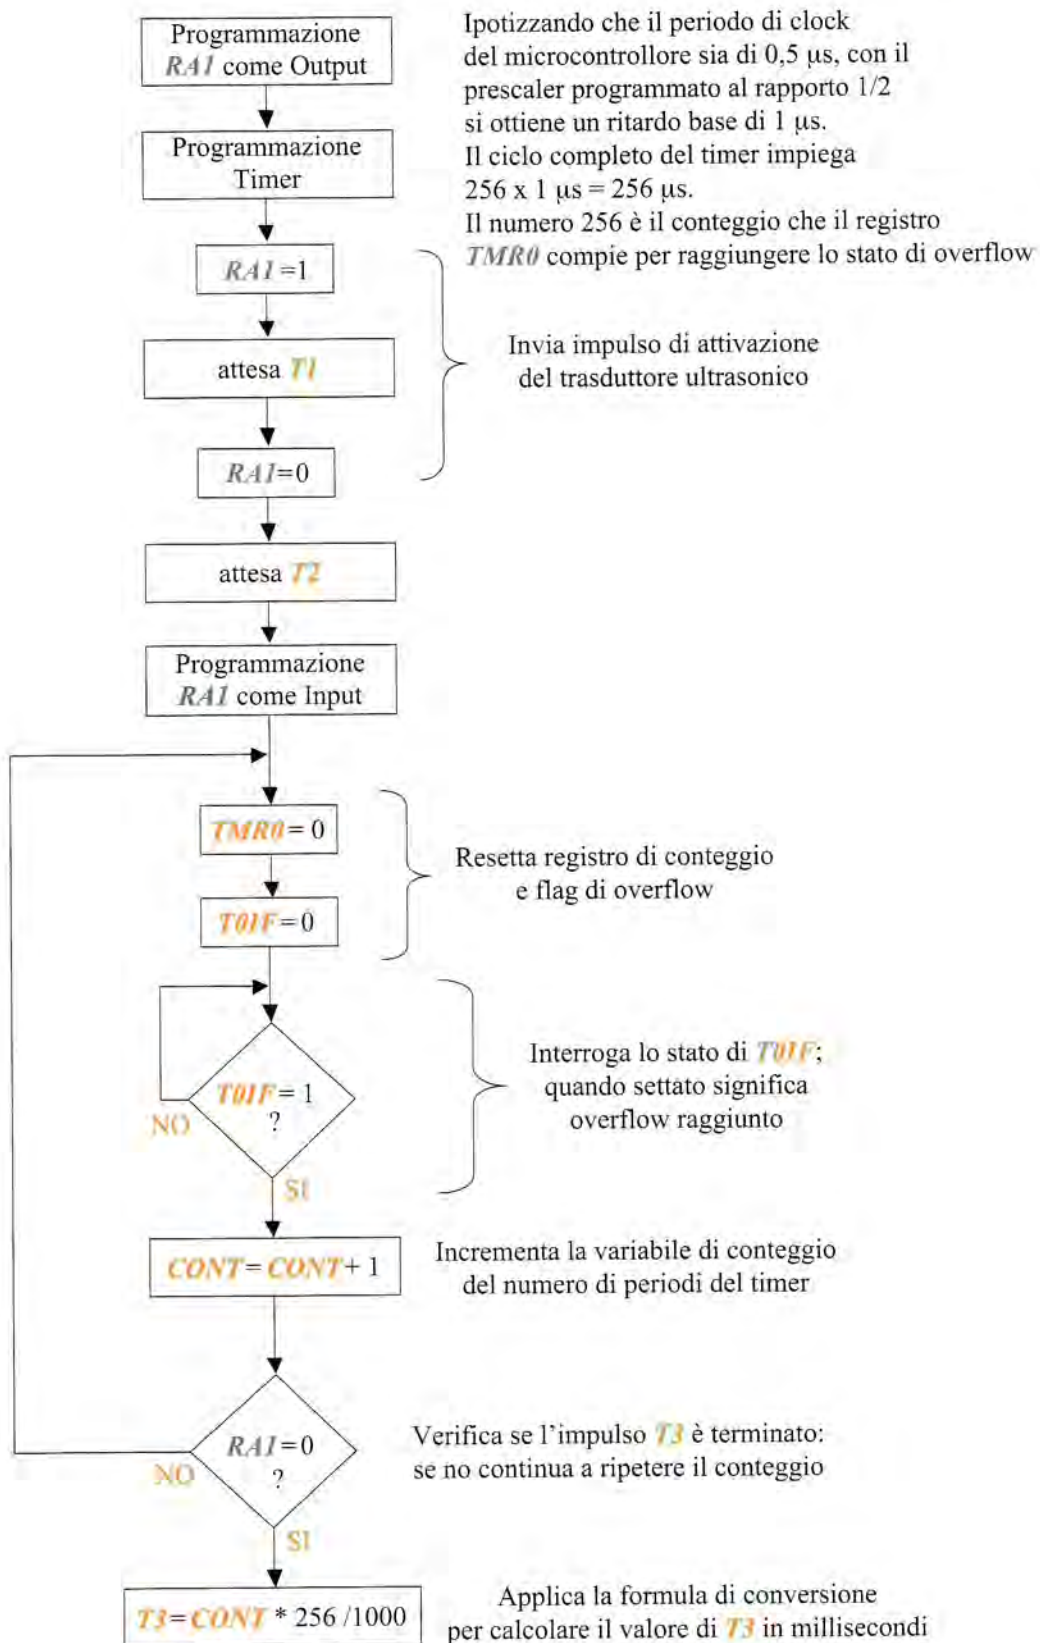 Programmazione
RA1 come Output
Ipotizzando che il periodo di clock
del microcontrollore sia di 0,5 µs, con il
prescaler programmato al rapporto 1/2
si ottiene un ritardo base di 1 µs.
Il ciclo completo del timer impiega
256 x 1 µs = 256 µs.
Il numero 256 è il conteggio che il registro
TMR0 compie per raggiungere lo stato di overflow
Programmazione
Timer
RA1=1
attesa T1
RA1=0
Invia impulso di attivazione
del trasduttore ultrasonico
attesa T2
Programmazione
RA1 come Input
TMR0= 0
T0IF=0
Resetta registro di conteggio
e flag di overflow
T0IF= 1
?
NO
SI
Interroga lo stato di T0IF;
quando settato significa
overflow raggiunto
CONT=CONT+ 1
Incrementa la variabile di conteggio
del numero di periodi del timer
RA1=0
?
NO
SI
Verifica se l'impulso T3 è terminato:
se no continua a ripetere il conteggio
T3=CONT * 256 /1000
Applica la formula di conversione
per calcolare il valore di T3 in millisecondi